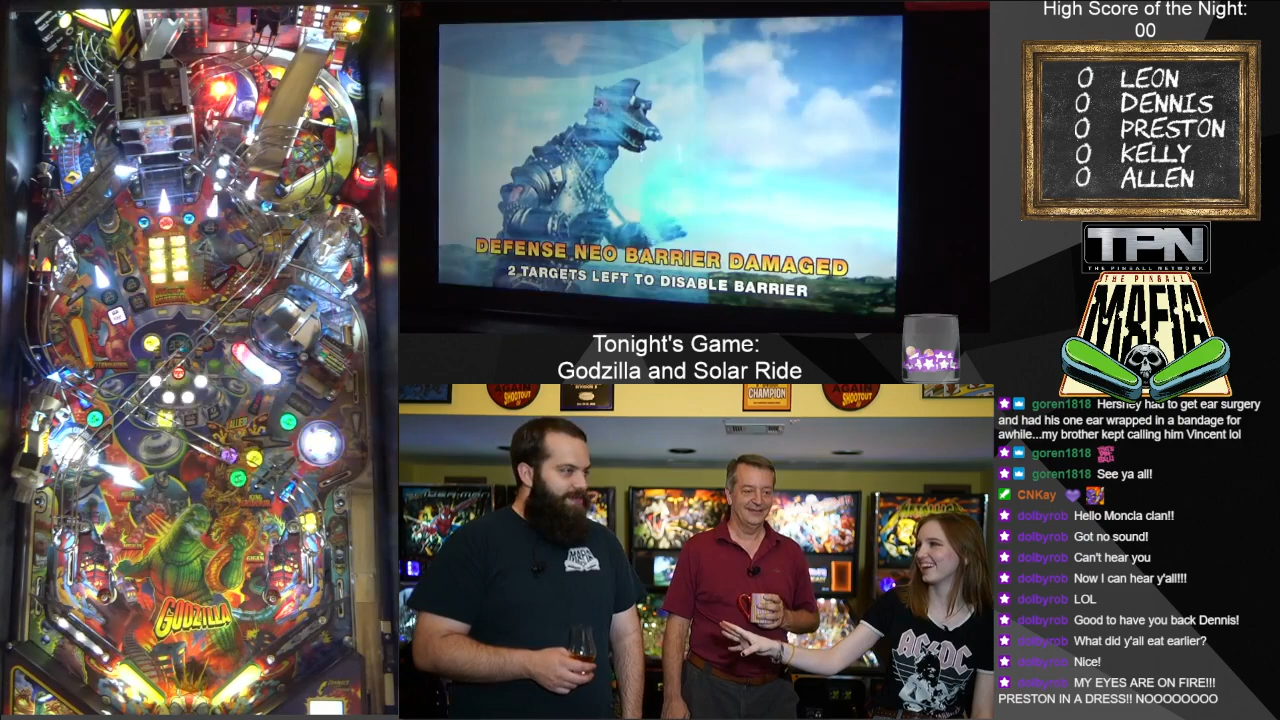 High Score of the Night:
00
0 LEON
0 DENNIS
0 PRESTON
0 KELLY
0 ALLEN
TPN
THE PINBALL NETWORK
THE PINBALL
MAFIA
DEFENSE NEO BARRIER DAMAGED
2 TARGETS LEFT TO DISABLE BARRIER
Tonight's Game:
Godzilla and Solar Ride
AGAIN
SHOOTOUT
CHAMPION
AGAIN
SHOOTOUT
GODZILLA
MAFIA
AC DC
goren1818 Hershey had to get ear surgery
and had his one ear wrapped in a bandage for
awhile...my brother kept calling him Vincent lol
goren1818
goren1818 See ya all!
CNKay
dolbyrob Hello Moncla clan!!
dolbyrob Got no sound!
dolbyrob Can't hear you
dolbyrob Now I can hear y'all!!!
dolbyrob LOL
dolbyrob Good to have you back Dennis!
dolbyrob What did y'all eat earlier?
dolbyrob Nice!
dolbyrob MY EYES ARE ON FIRE!!!
PRESTON IN A DRESS!! NOOOOOOOO